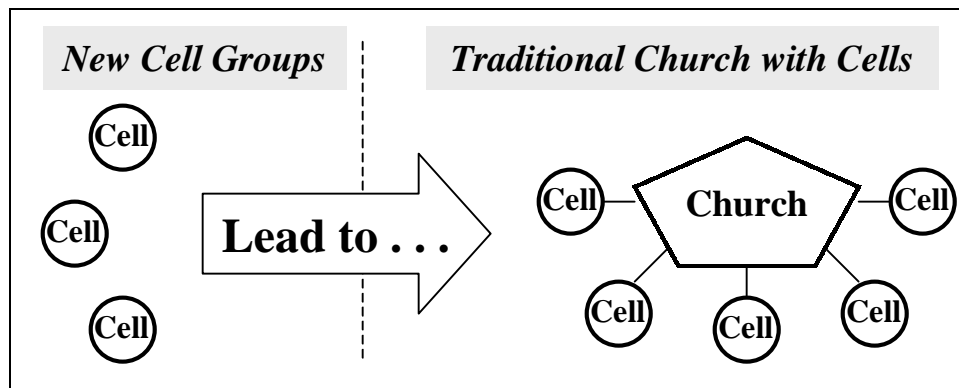 New Cell Groups
Traditional Church with Cells
Cell
Cell
Cell
Lead to . . .
Church
Cell
Cell
Cell
Cell
Cell